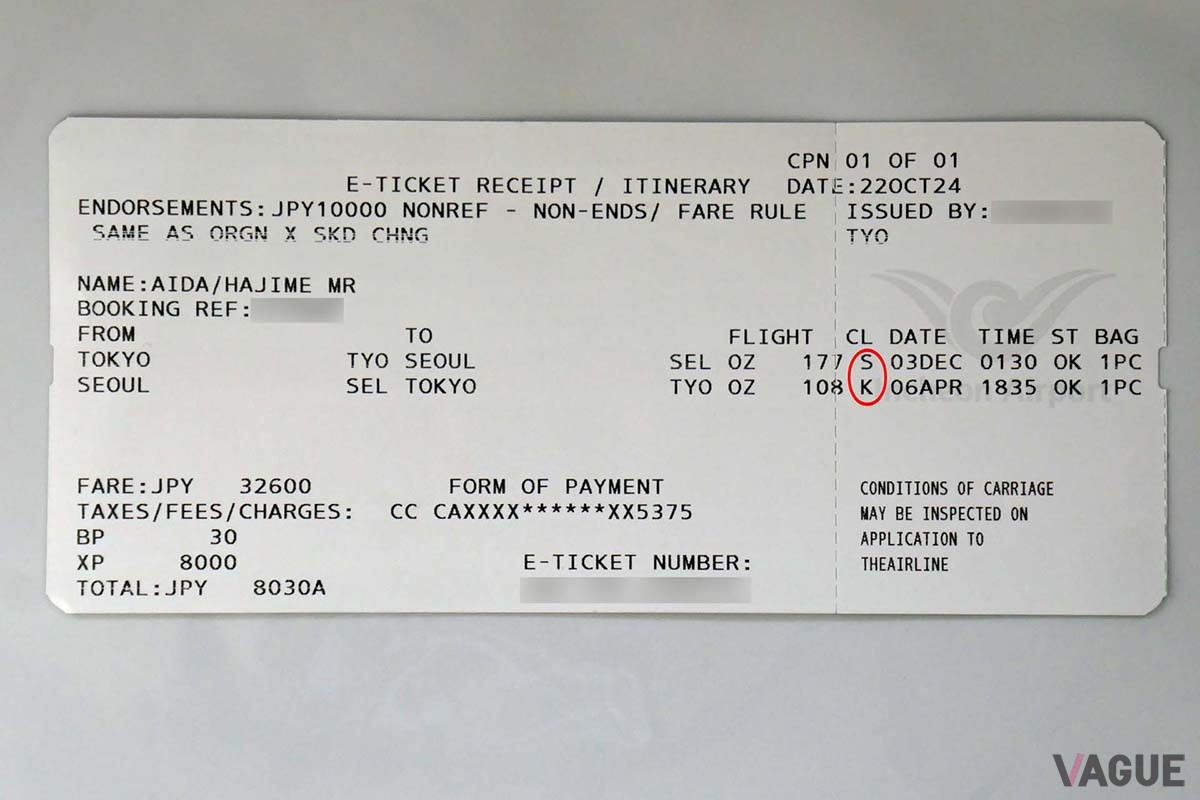 CPN 01 OF 01
E-TICKET RECEIPT / ITINERARY DATE:22OCT24
ENDORSEMENTS:JPY10000 NONREF - NON-ENDS/ FARE RULE ISSUED BY:
SAME AS ORGN X SKD CHNG TYO
NAME:AIDA/HAJIME MR
BOOKING REF:
FROM TO FLIGHT CL DATE TIME ST BAG
TOKYO TYO SEOUL SEL OZ 177 S 03DEC 0130 OK 1PC
SEOUL SEL TOKYO TYO OZ 108 K 06APR 1835 OK 1PC
Incheon Airport
FARE:JPY 32600 FORM OF PAYMENT
TAXES/FEES/CHARGES: CC CAXXXX******XX5375
BP 30
XP 8000 E-TICKET NUMBER:
TOTAL:JPY 8030A
CONDITIONS OF CARRIAGE
MAY BE INSPECTED ON
APPLICATION TO
THEAIRLINE
VAGUE